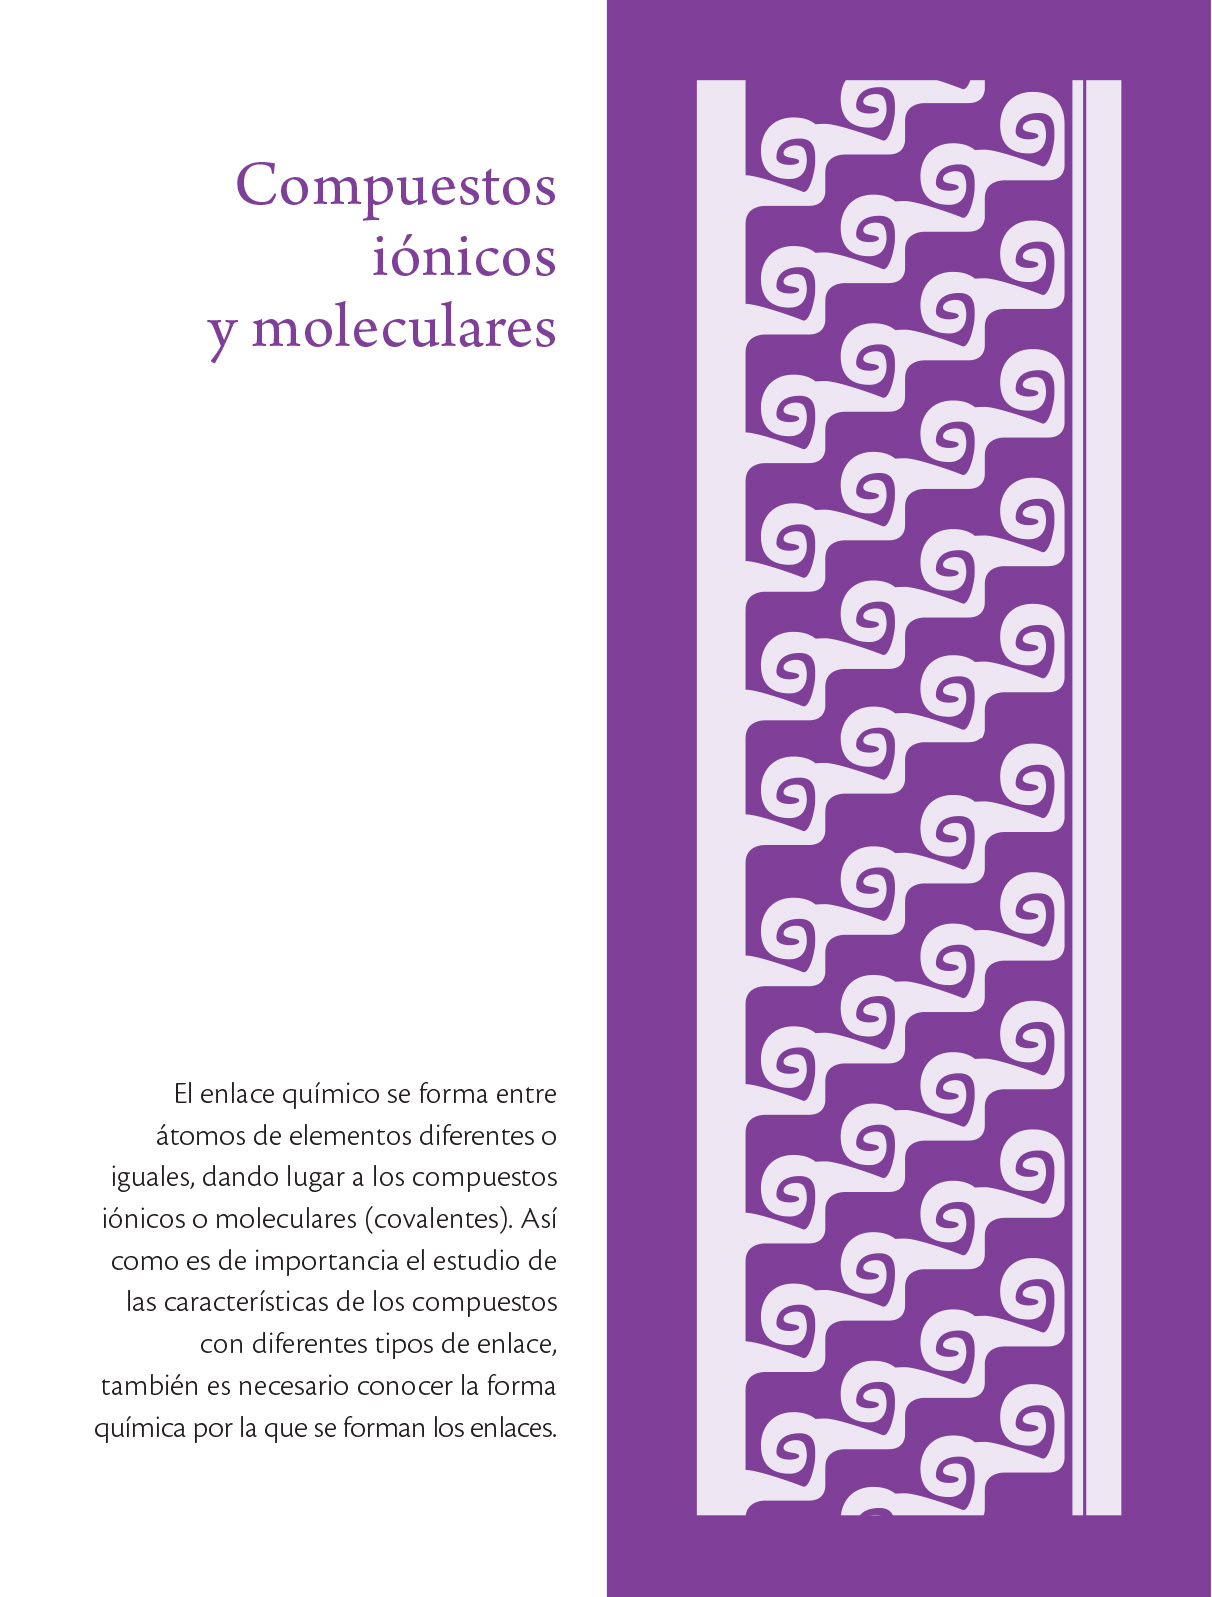 Compuestos
iónicos
y moleculares
El enlace químico se forma entre
átomos de elementos diferentes o
iguales, dando lugar a los compuestos
iónicos o moleculares (covalentes). Así
como es de importancia el estudio de
las características de los compuestos
con diferentes tipos de enlace,
también es necesario conocer la forma
química por la que se forman los enlaces.